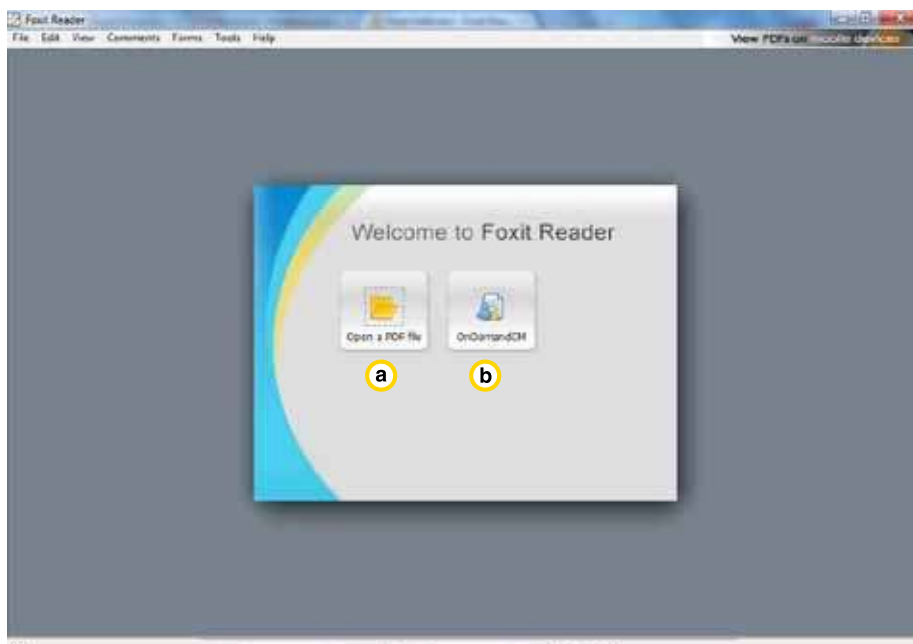 Foxit Reader
File Edit View Comments Forms Tools Help
View PDFs on mobile devices
Welcome to Foxit Reader
Open a PDF file
OnDemandCM
a
b